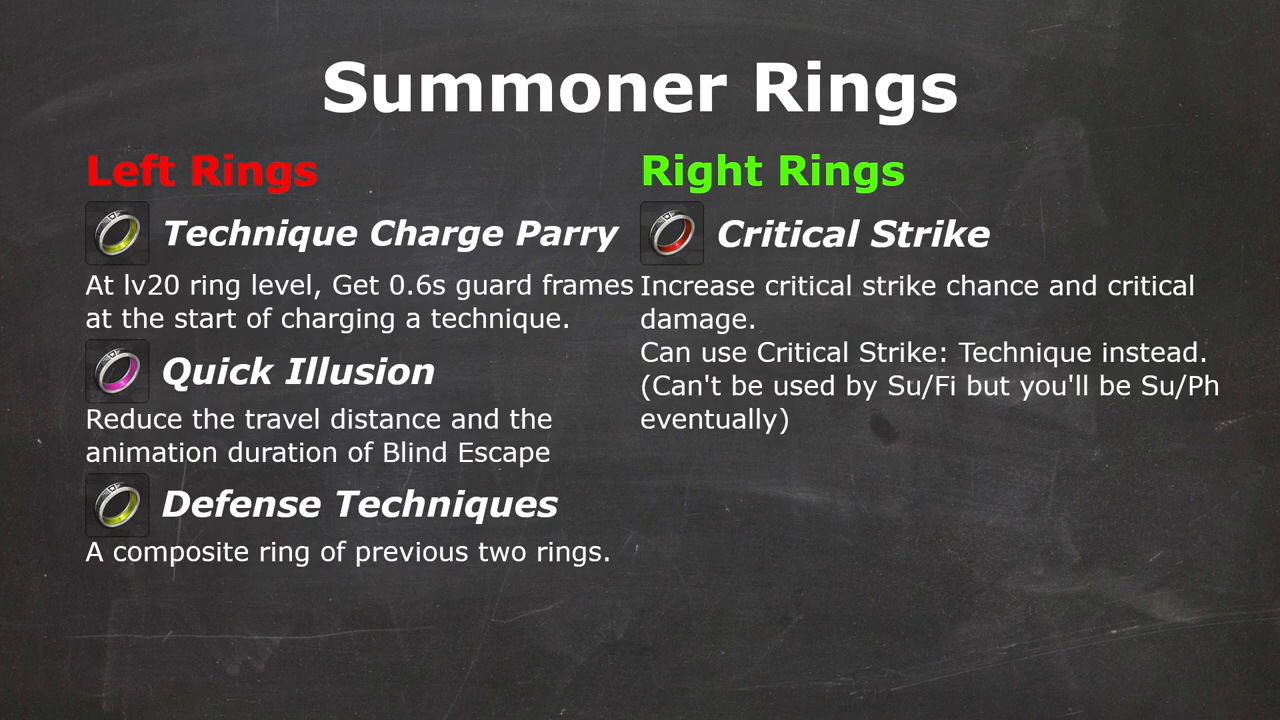 Summoner Rings
Left Rings
Technique Charge Parry
At lv20 ring level, Get 0.6s guard frames
at the start of charging a technique.
Quick Illusion
Reduce the travel distance and the
animation duration of Blind Escape
Defense Techniques
A composite ring of previous two rings.
Right Rings
Critical Strike
Increase critical strike chance and critical
damage.
Can use Critical Strike: Technique instead.
(Can't be used by Su/Fi but you'll be Su/Ph
eventually)